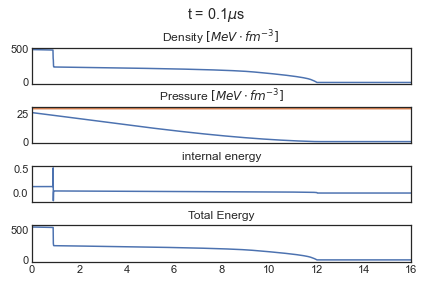 t = 0.1μs
Density [MeV · fm⁻³]
500
0
Pressure [MeV · fm⁻³]
25
0
internal energy
0.5
0.0
Total Energy
500
0
0 2 4 6 8 10 12 14 16